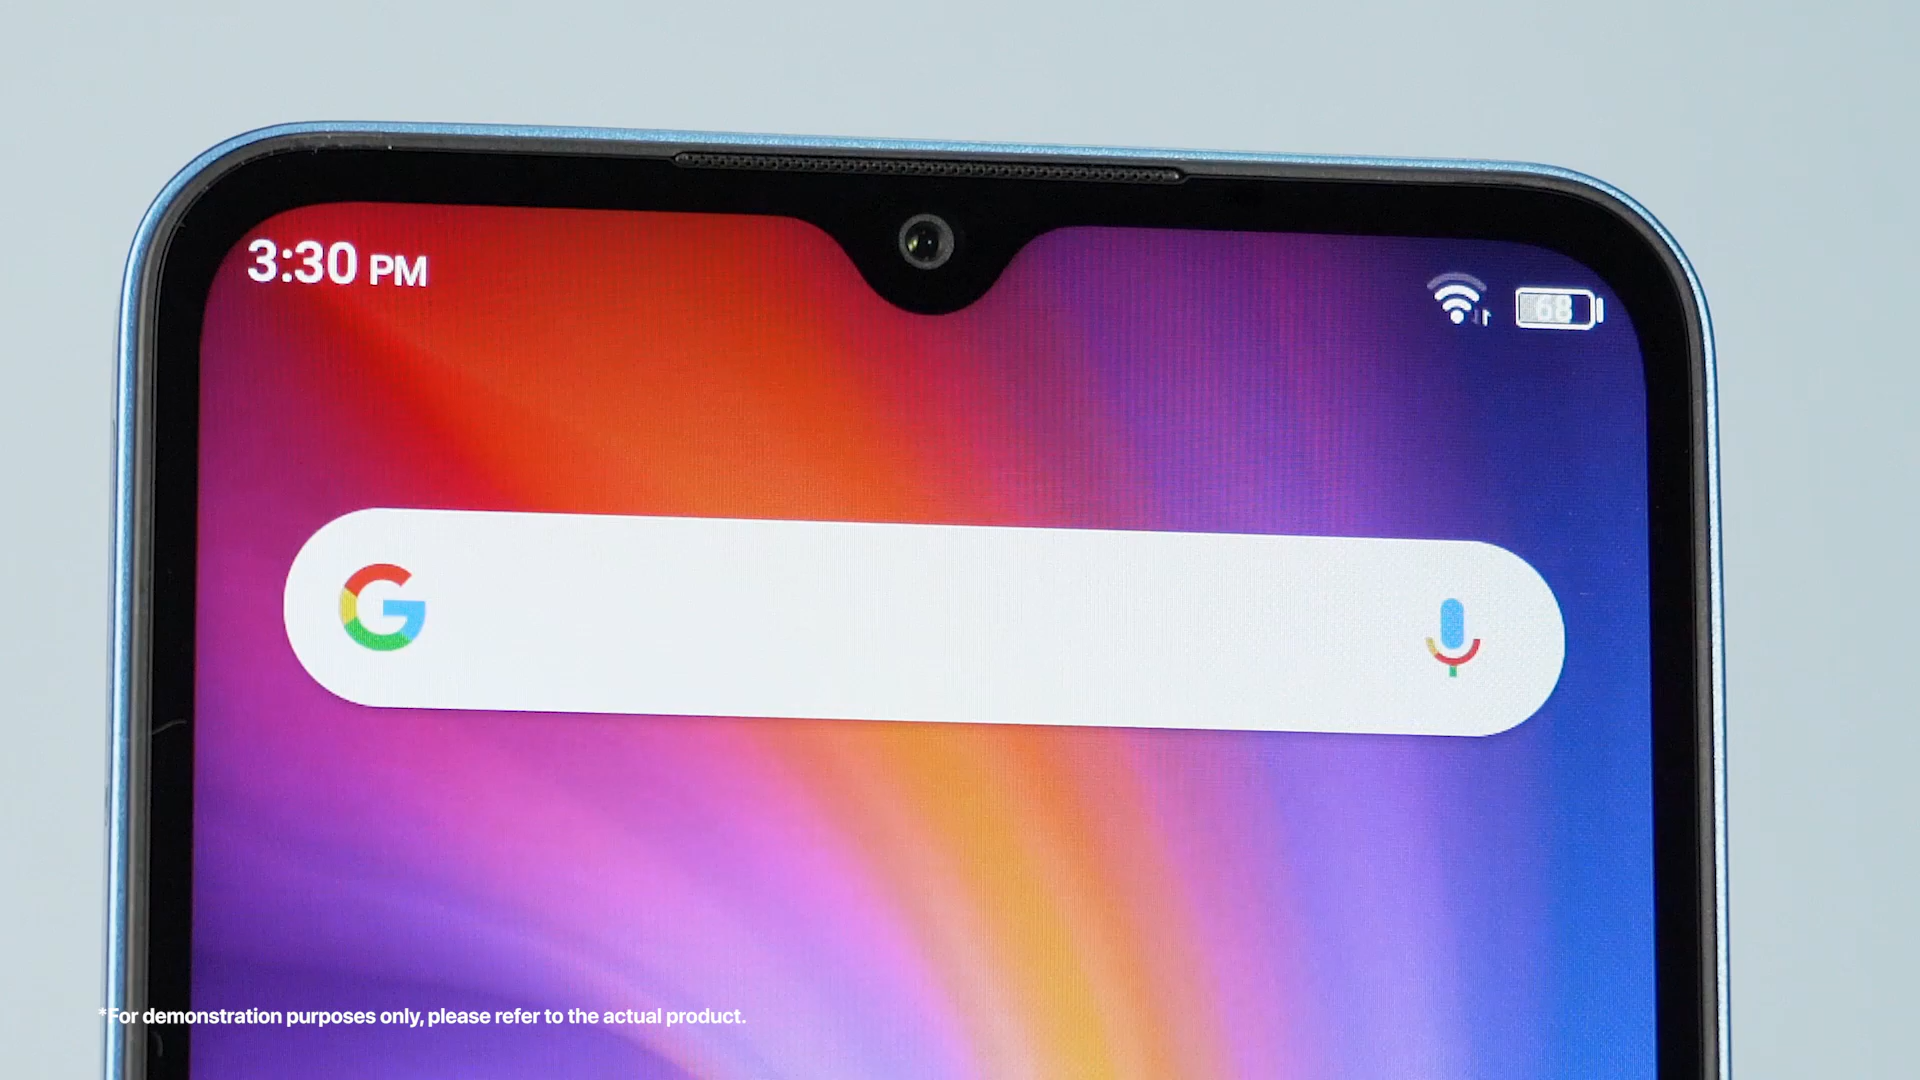 3:30 PM
68
G
*For demonstration purposes only, please refer to the actual product.